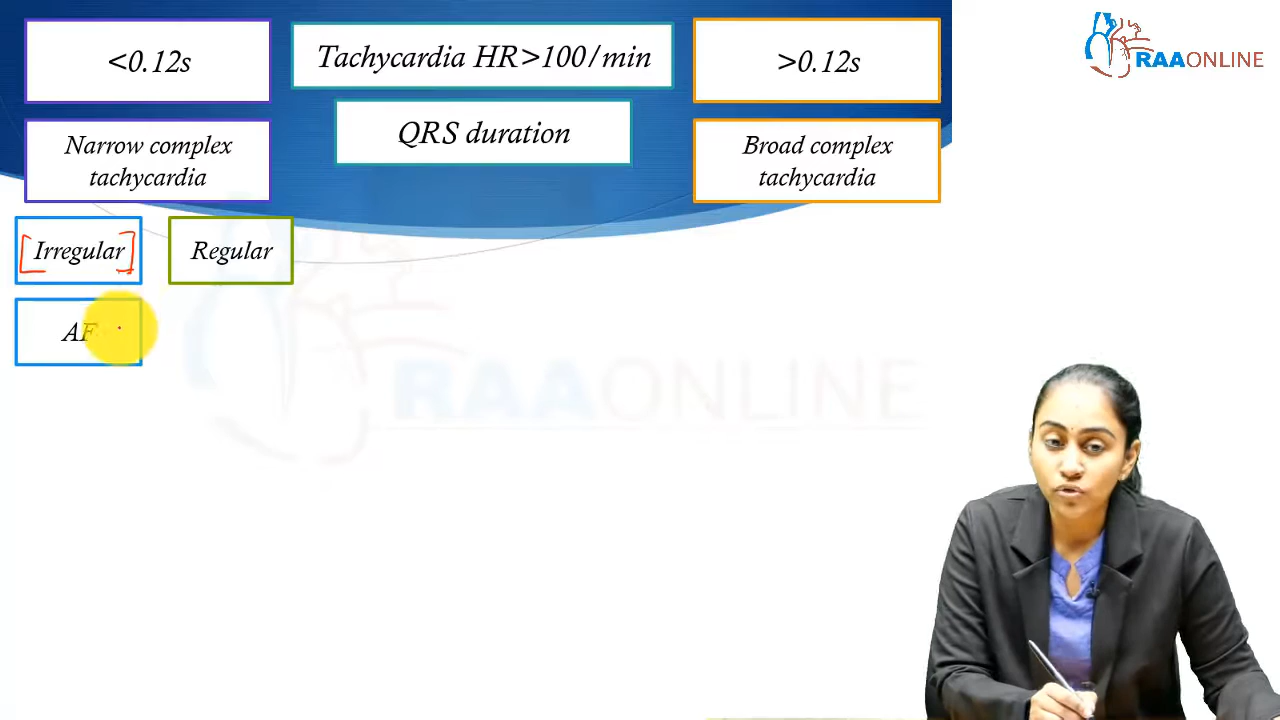 <0.12s
Tachycardia HR>100/min
>0.12s
RAAONLINE
QRS duration
Narrow complex
tachycardia
Broad complex
tachycardia
Irregular
Regular
AF
RAAONLINE